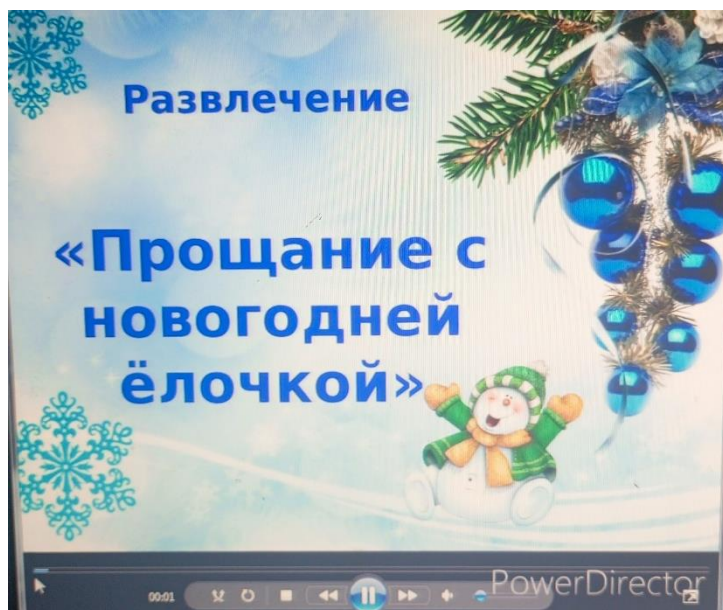 Развлечение
«Прощание с
новогодней
ёлочкой»
00:01
PowerDirector